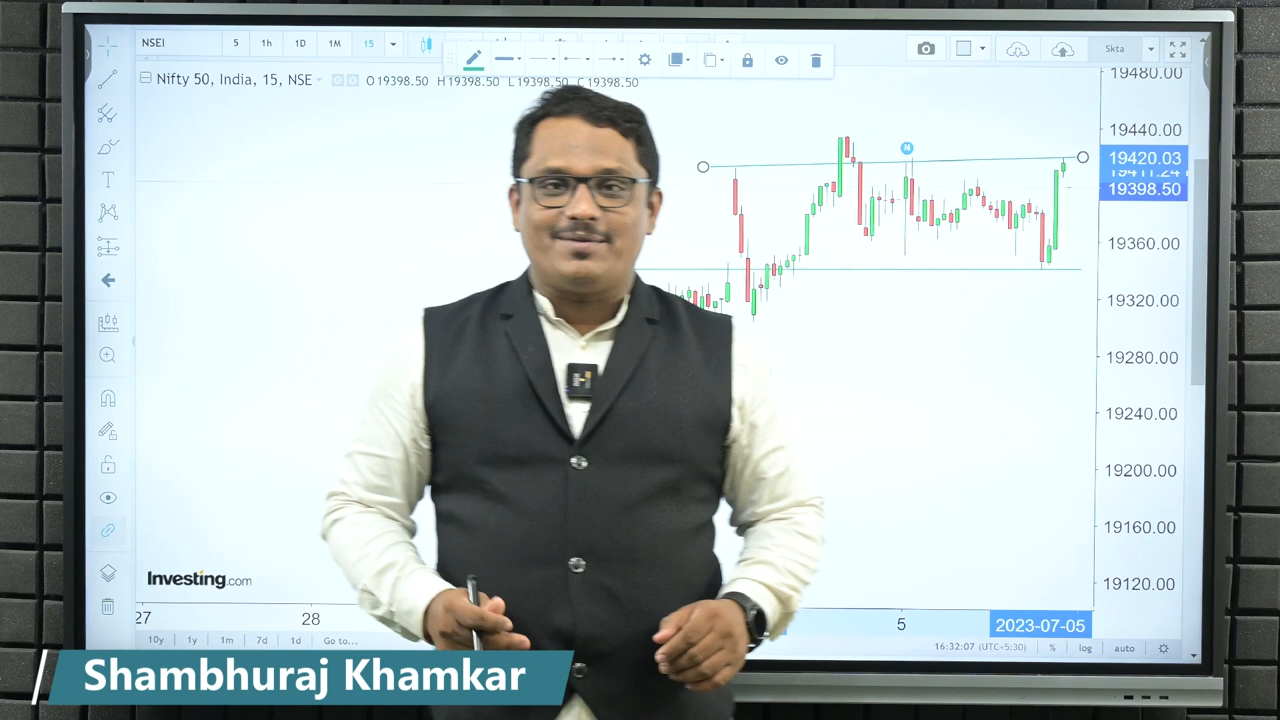 NSEI 5 1h 1D 1M 15 Skta
Nifty 50, India, 15, NSE O 19398.50 H 19398.50 L 19398.50 C 19398.50
19480.00
19440.00
N
19420.03
19411.24
19398.50
19360.00
19320.00
19280.00
19240.00
19200.00
19160.00
19120.00
T
Investing.com
27 28 5 2023-07-05
10y 1y 1m 7d 1d Go to... 16:32:07 (UTC+5:30) % log auto
Shambhuraj Khamkar